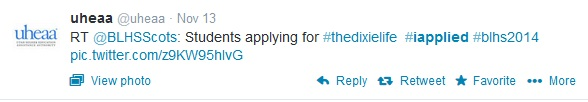 uheaa @uheaa · Nov 13
uheaa
RT @BLHSScots: Students applying for #thedixielife #iapplied #blhs2014
pic.twitter.com/z9KW95hlvG
View photo Reply Retweet Favorite More